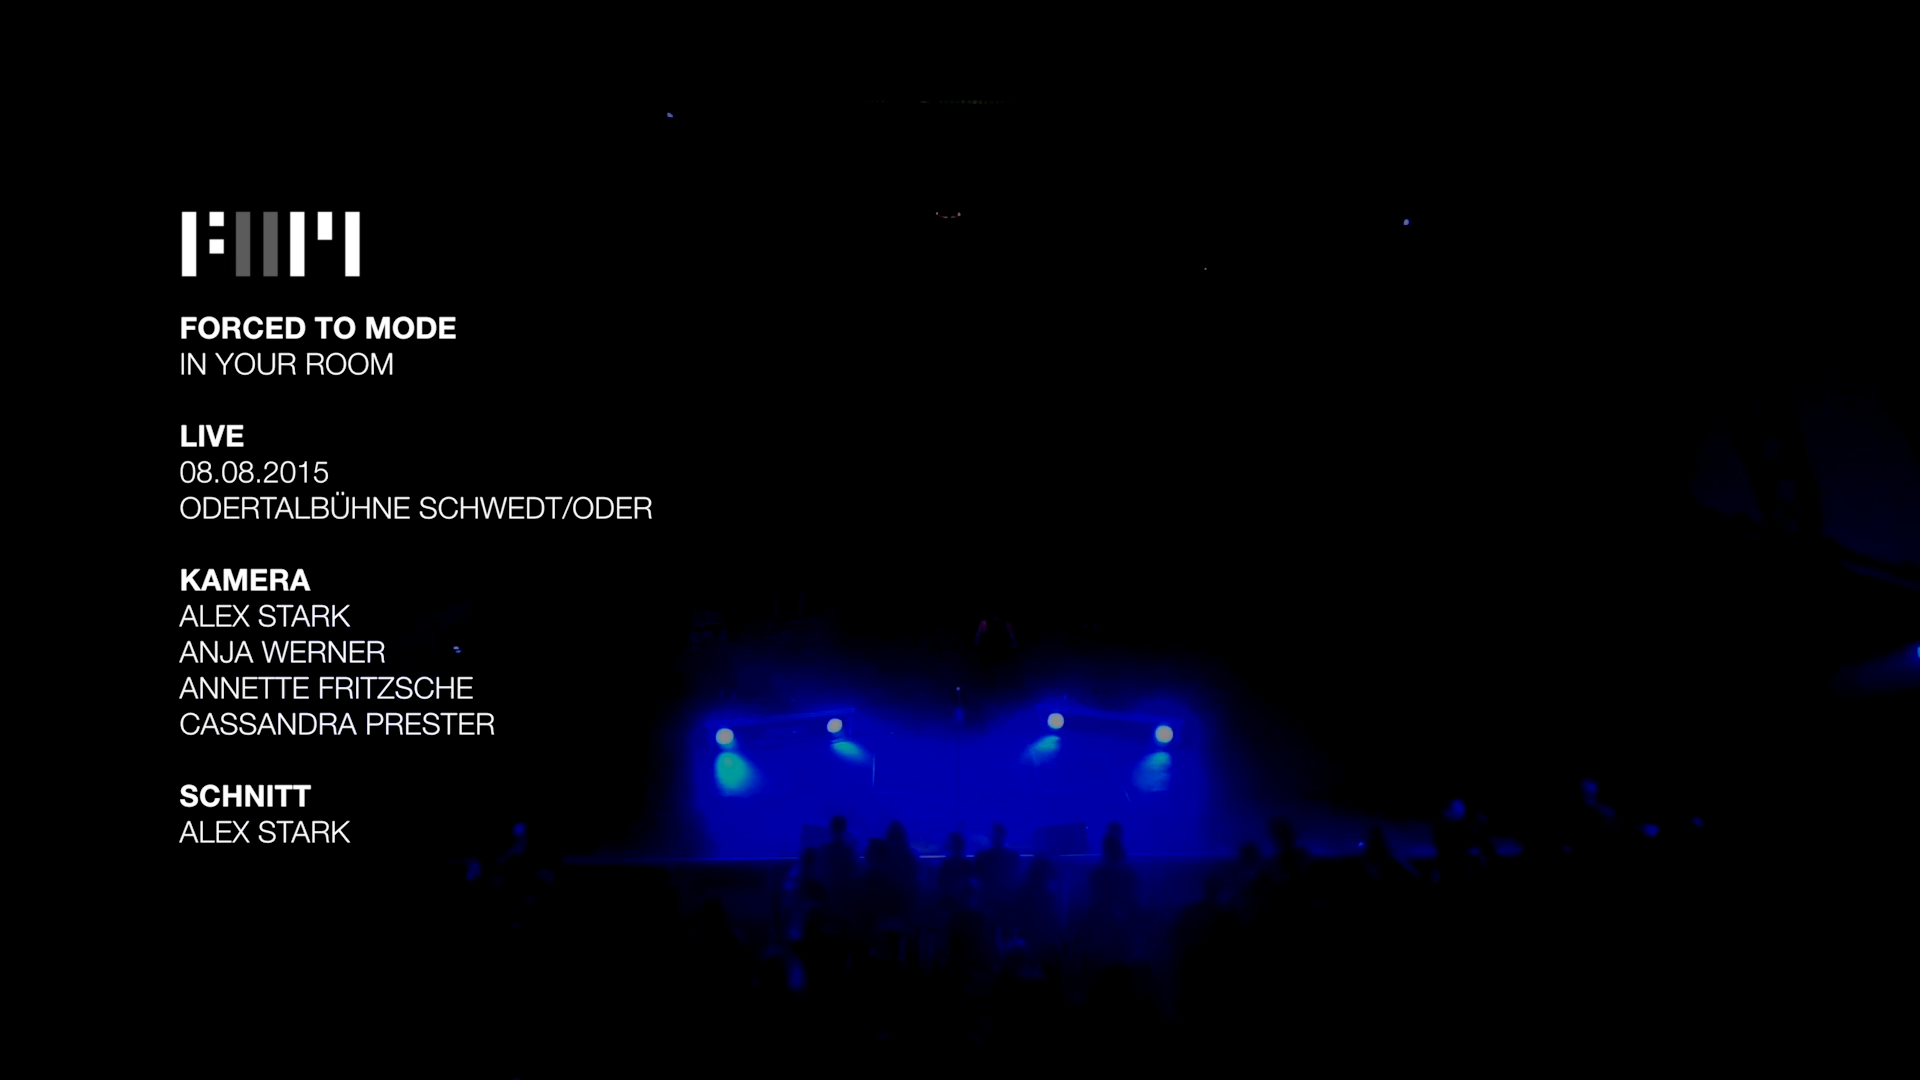 FORCED TO MODE
IN YOUR ROOM
LIVE
08.08.2015
ODERTALBÜHNE SCHWEDT/ODER
KAMERA
ALEX STARK
ANJA WERNER
ANNETTE FRITZSCHE
CASSANDRA PRESTER
SCHNITT
ALEX STARK